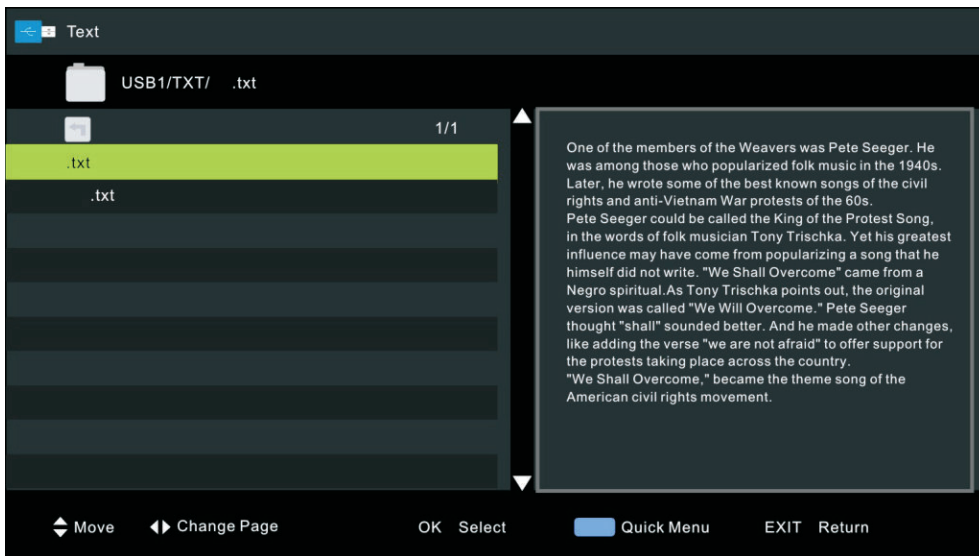 Text
USB1/TXT/ .txt
1/1
.txt
.txt
One of the members of the Weavers was Pete Seeger. He
was among those who popularized folk music in the 1940s.
Later, he wrote some of the best known songs of the civil
rights and anti-Vietnam War protests of the 60s.
Pete Seeger could be called the King of the Protest Song,
in the words of folk musician Tony Trischka. Yet his greatest
influence may have come from popularizing a song that he
himself did not write. "We Shall Overcome" came from a
Negro spiritual.As Tony Trischka points out, the original
version was called "We Will Overcome." Pete Seeger
thought "shall" sounded better. And he made other changes,
like adding the verse "we are not afraid" to offer support for
the protests taking place across the country.
"We Shall Overcome," became the theme song of the
American civil rights movement.
Move Change Page OK Select Quick Menu EXIT Return